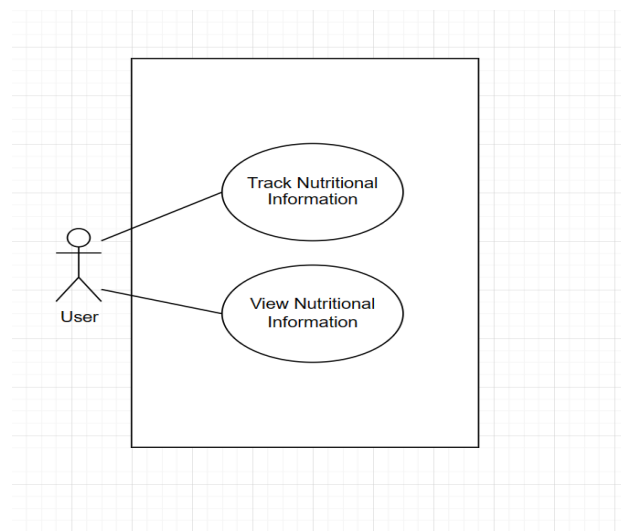 Track Nutritional
Information
User
View Nutritional
Information